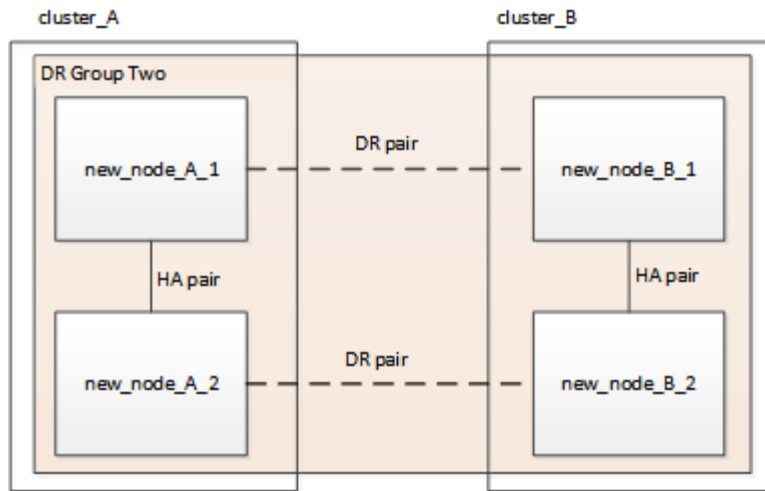 cluster_A
cluster_B
DR Group Two
DR pair
new_node_A_1
new_node_B_1
HA pair
HA pair
DR pair
new_node_A_2
new_node_B_2